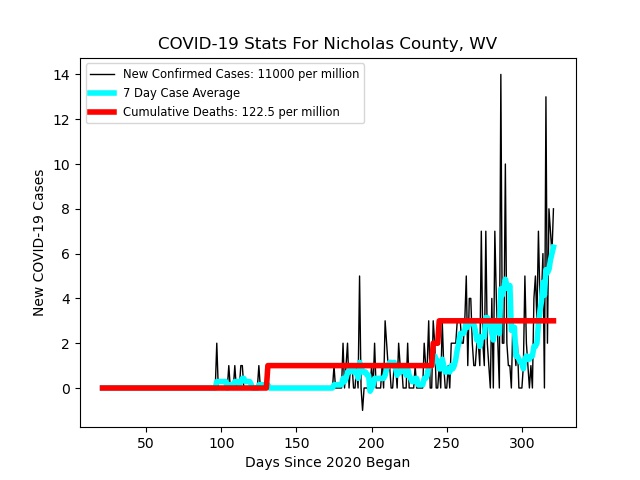 COVID-19 Stats For Nicholas County, WV
New Confirmed Cases: 11000 per million
7 Day Case Average
Cumulative Deaths: 122.5 per million
New COVID-19 Cases
14
12
10
8
6
4
2
0
50 100 150 200 250 300
Days Since 2020 Began